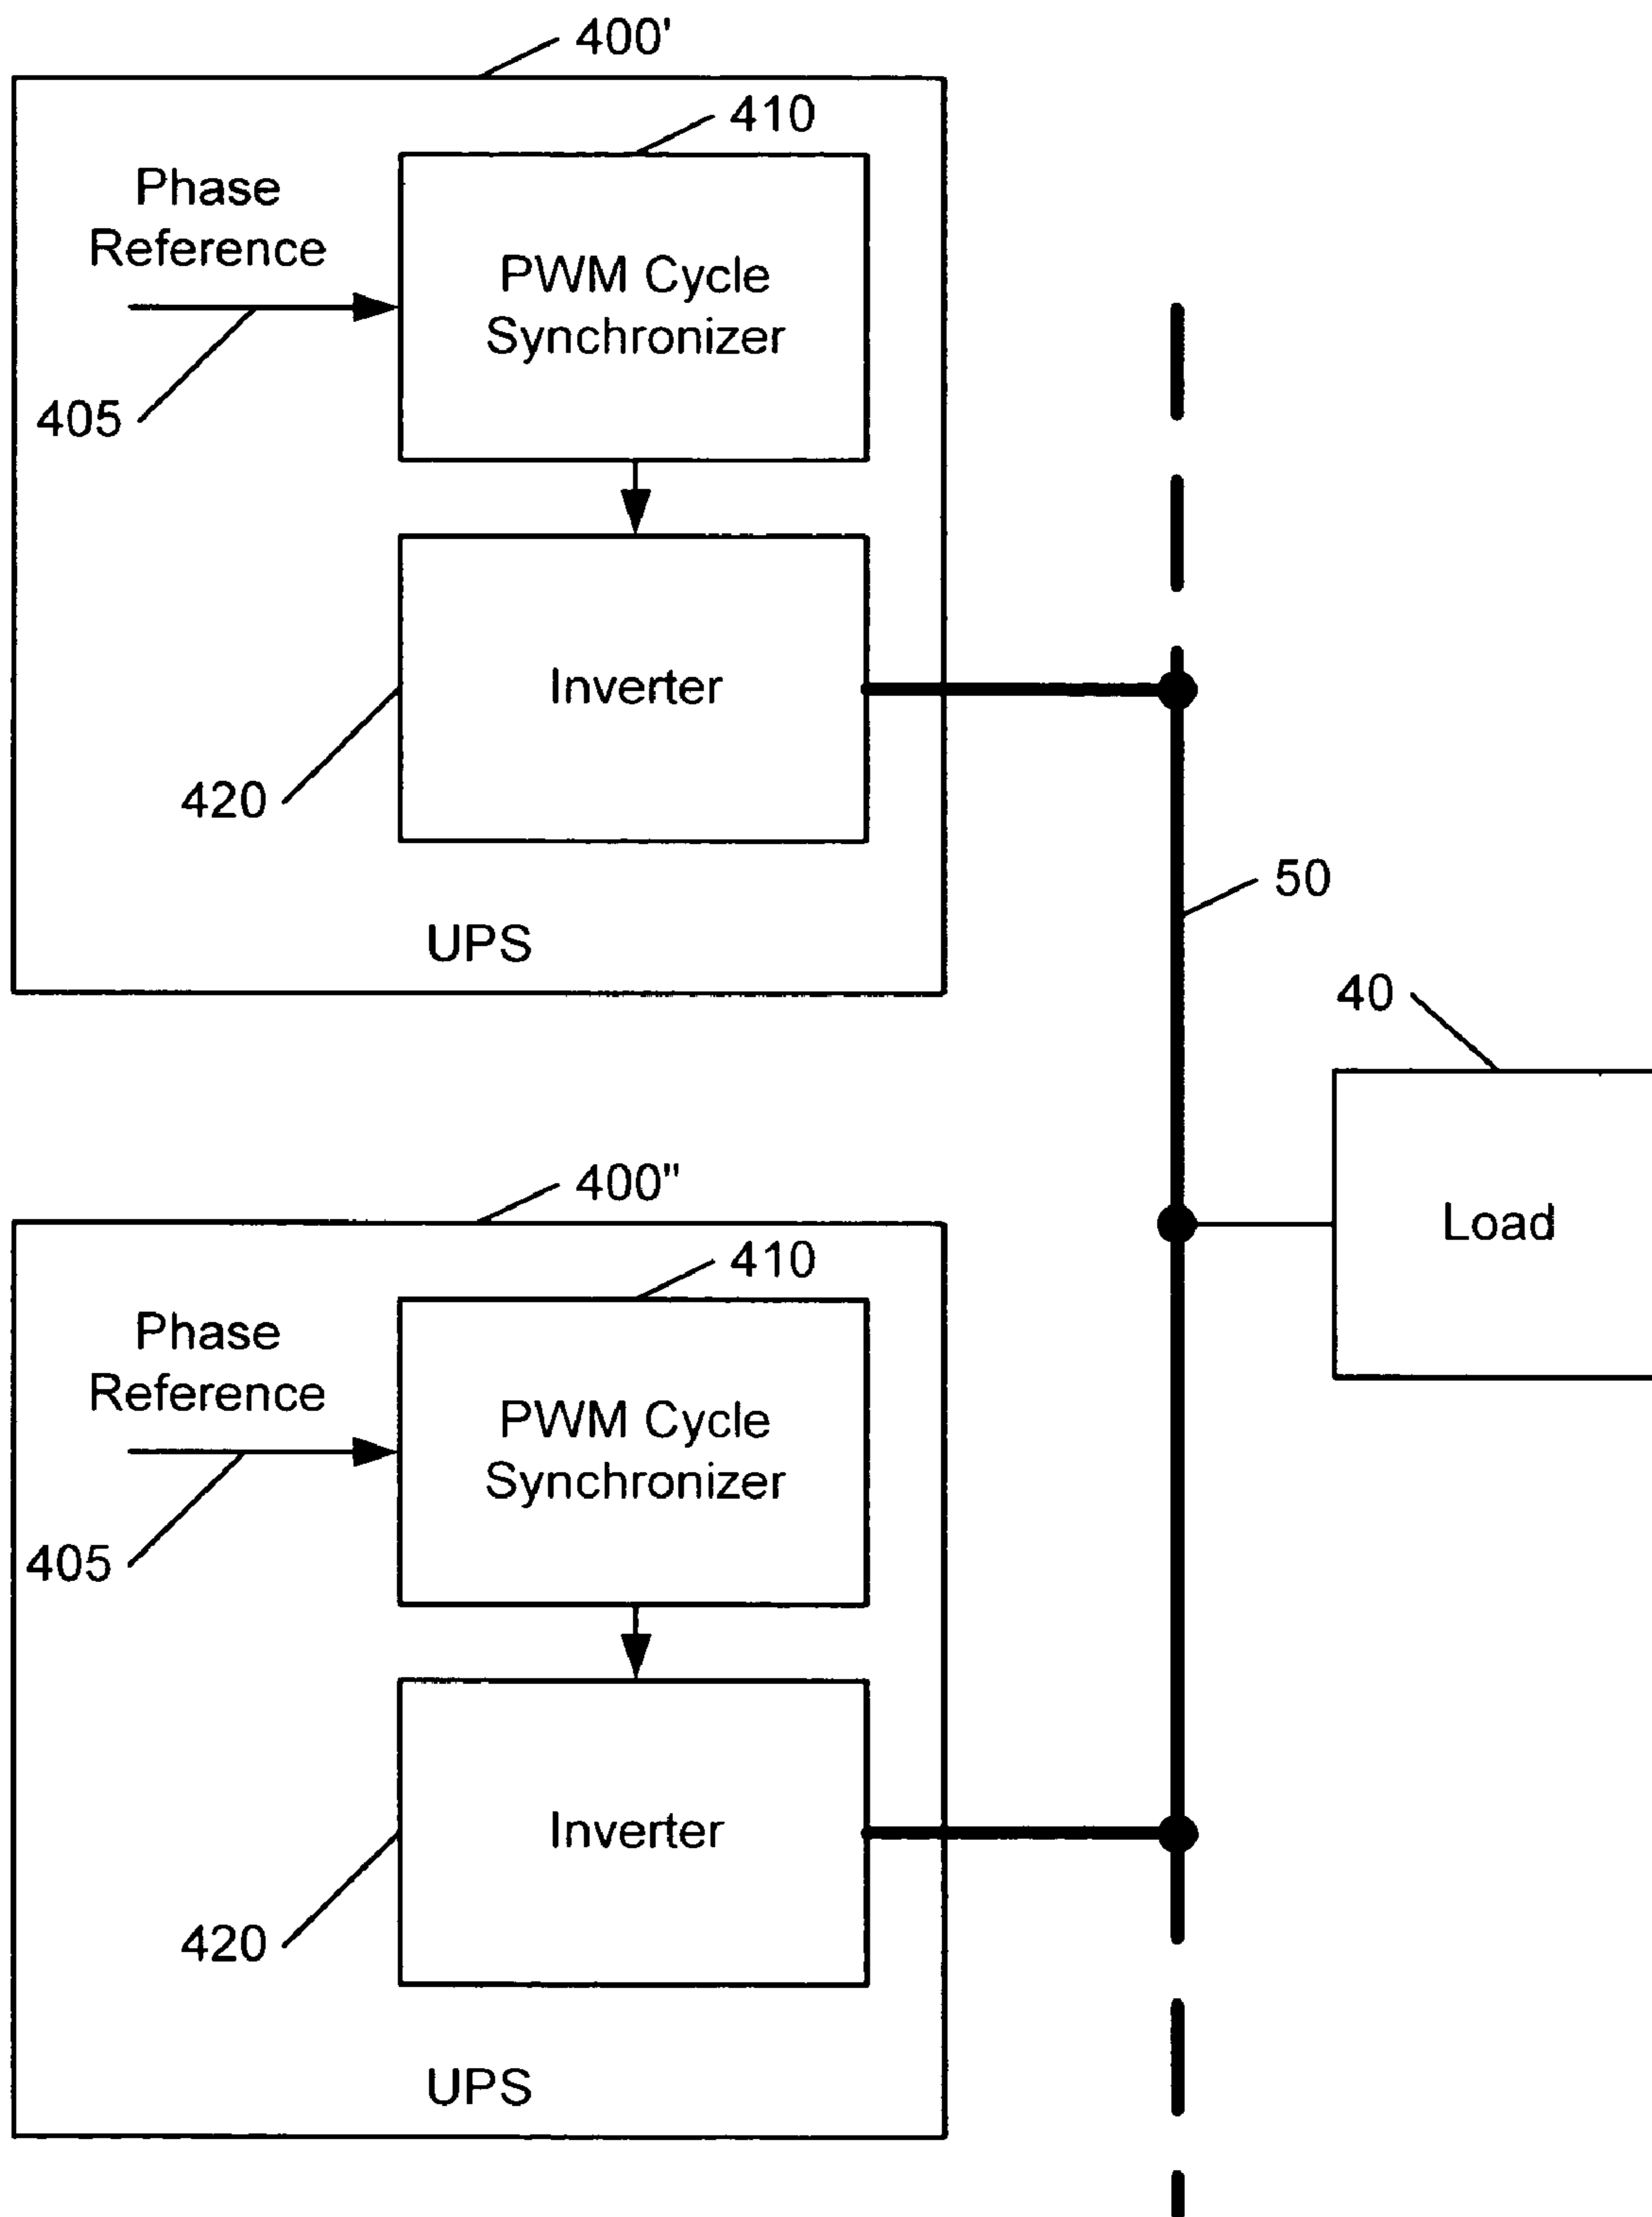 400'
410
Phase
Reference
PWM Cycle
Synchronizer
405
Inverter
420
50
UPS
40
400"
410
Load
Phase
Reference
PWM Cycle
Synchronizer
405
Inverter
420
UPS